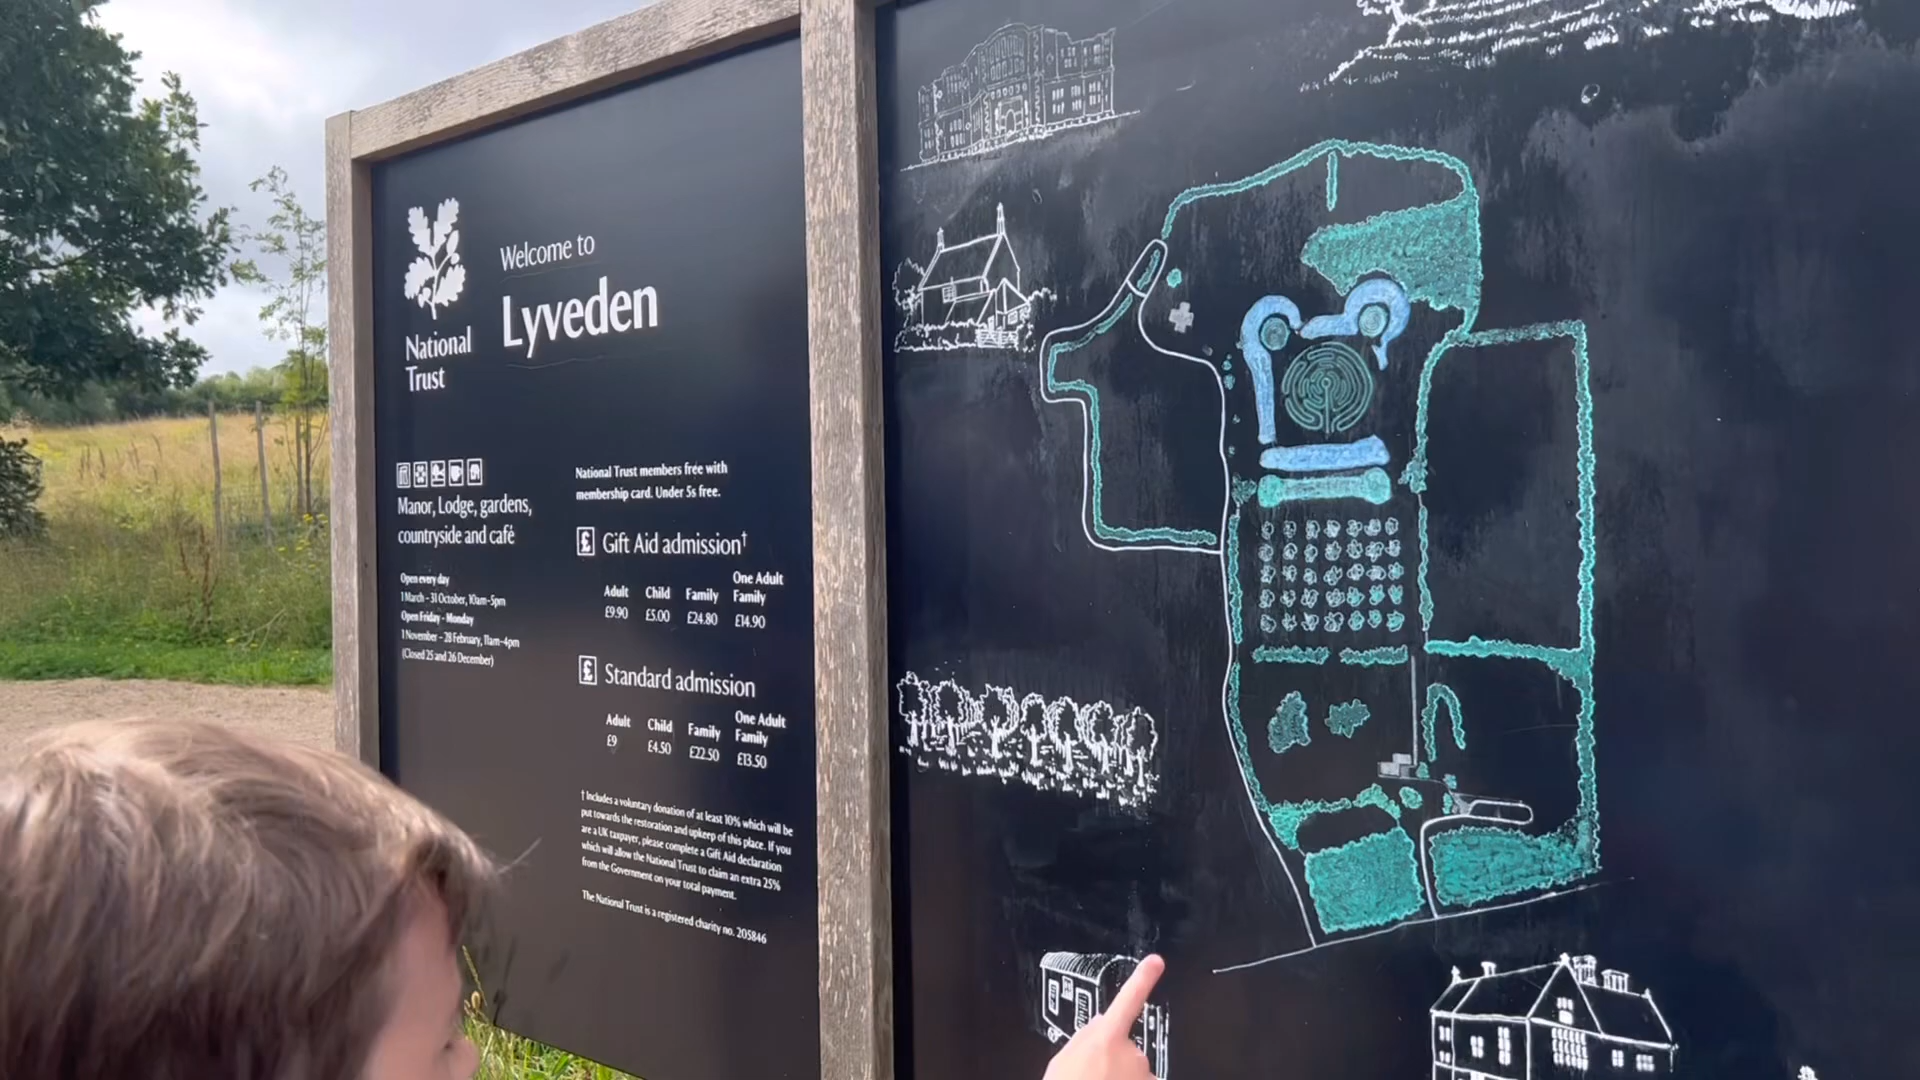 National
Trust
Welcome to
Lyveden
Manor, Lodge, gardens,
countryside and café
Open every day
1 March – 31 October, 10am–5pm
Open Friday - Monday
1 November – 28 February, 11am–4pm
(Closed 25 and 26 December)
National Trust members free with
membership card. Under 5s free.
£ Gift Aid admission†
Adult Child Family One Adult Family
£9.90 £5.00 £24.80 £14.90
£ Standard admission
Adult Child Family One Adult Family
£9 £4.50 £22.50 £13.50
† Includes a voluntary donation of at least 10% which will be
put towards the restoration and upkeep of this place. If you
are a UK taxpayer, please complete a Gift Aid declaration
which will allow the National Trust to claim an extra 25%
from the Government on your total payment.
The National Trust is a registered charity no. 205846